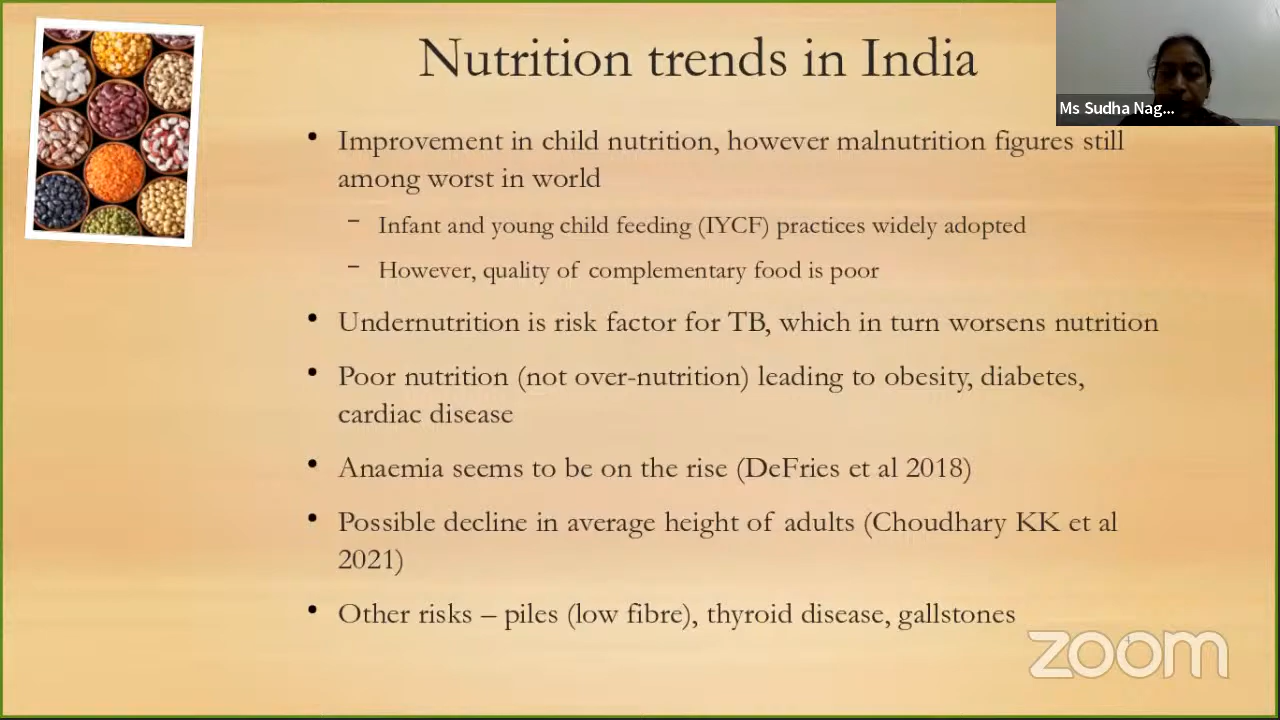 Nutrition trends in India
Ms Sudha Nag...
• Improvement in child nutrition, however malnutrition figures still
among worst in world
– Infant and young child feeding (IYCF) practices widely adopted
– However, quality of complementary food is poor
• Undernutrition is risk factor for TB, which in turn worsens nutrition
• Poor nutrition (not over-nutrition) leading to obesity, diabetes,
cardiac disease
• Anaemia seems to be on the rise (DeFries et al 2018)
• Possible decline in average height of adults (Choudhary KK et al
2021)
• Other risks – piles (low fibre), thyroid disease, gallstones
zoom